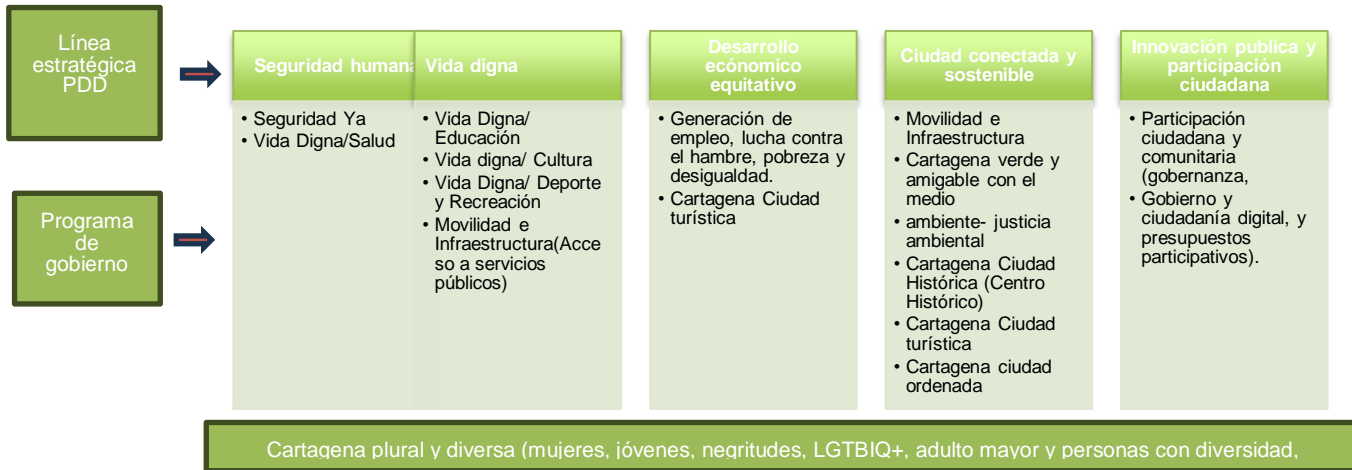 Línea
estratégica
PDD
Seguridad humana
Vida digna
Desarrollo
ecónomico
equitativo
Ciudad conectada y
sostenible
Innovación publica y
participación
ciudadana
Programa
de
gobierno
• Seguridad Ya
• Vida Digna/Salud
• Vida Digna/
Educación
• Vida digna/ Cultura
• Vida Digna/ Deporte
y Recreación
• Movilidad e
Infraestructura(Acce
so a servicios
públicos)
• Generación de
empleo, lucha contra
el hambre, pobreza y
desigualdad.
• Cartagena Ciudad
turística
• Movilidad e
Infraestructura
• Cartagena verde y
amigable con el
medio
• ambiente- justicia
ambiental
• Cartagena Ciudad
Histórica (Centro
Histórico)
• Cartagena Ciudad
turística
• Cartagena ciudad
ordenada
• Participación
ciudadana y
comunitaria
(gobernanza,
• Gobierno y
ciudadanía digital, y
presupuestos
participativos).
Cartagena plural y diversa (mujeres, jóvenes, negritudes, LGTBIQ+, adulto mayor y personas con diversidad,